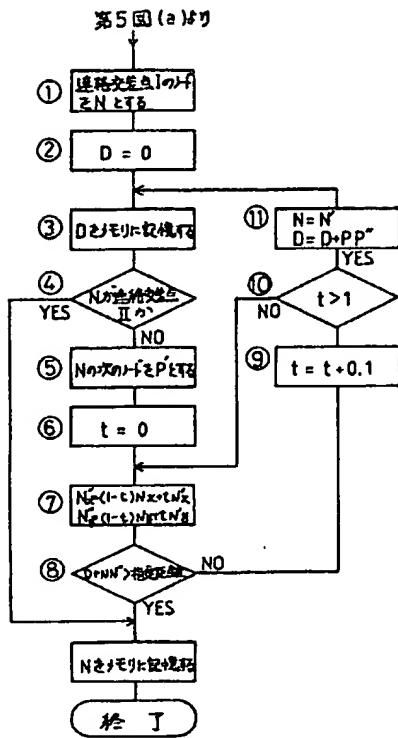 第5図(a)より
① 連絡交差点Iのノード
をNとする
② D = 0
③ Dをメモリに記憶する
④ Nが連絡交差点
IIか
YES
NO
⑤ Nの次のノードをP'とする
⑥ t = 0
⑦ N"x=(1-t)Nx+tN'x
N"y=(1-t)Ny+tN'y
⑧ D+NN">指定距離
NO
YES
Nをメモリに記憶する
終了
⑨ t = t+0.1
⑩ t>1
NO
YES
⑪ N=N'
D=D+PP"